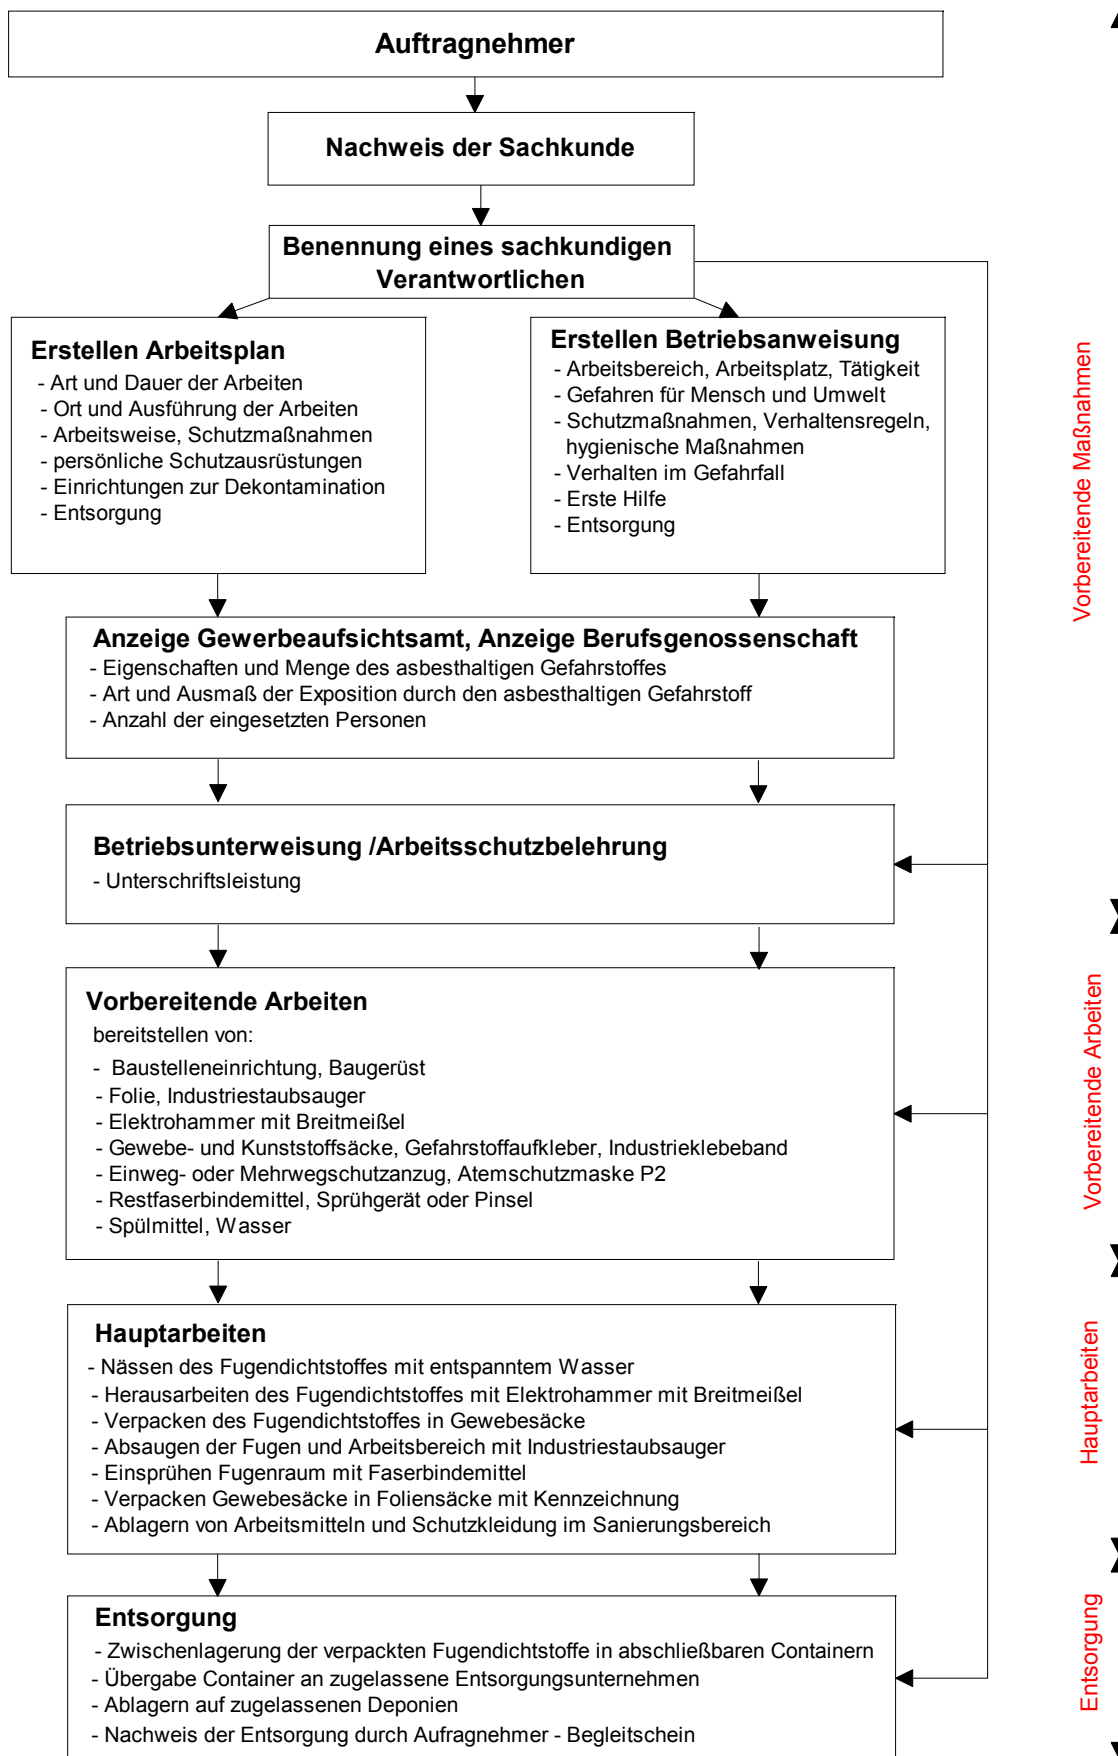 Auftragnehmer
Nachweis der Sachkunde
Benennung eines sachkundigen
Verantwortlichen
Erstellen Arbeitsplan
- Art und Dauer der Arbeiten
- Ort und Ausführung der Arbeiten
- Arbeitsweise, Schutzmaßnahmen
- persönliche Schutzausrüstungen
- Einrichtungen zur Dekontamination
- Entsorgung
Erstellen Betriebsanweisung
- Arbeitsbereich, Arbeitsplatz, Tätigkeit
- Gefahren für Mensch und Umwelt
- Schutzmaßnahmen, Verhaltensregeln,
hygienische Maßnahmen
- Verhalten im Gefahrfall
- Erste Hilfe
- Entsorgung
Anzeige Gewerbeaufsichtsamt, Anzeige Berufsgenossenschaft
- Eigenschaften und Menge des asbesthaltigen Gefahrstoffes
- Art und Ausmaß der Exposition durch den asbesthaltigen Gefahrstoff
- Anzahl der eingesetzten Personen
Betriebsunterweisung /Arbeitsschutzbelehrung
- Unterschriftsleistung
Vorbereitende Maßnahmen
Vorbereitende Arbeiten
bereitstellen von:
- Baustelleneinrichtung, Baugerüst
- Folie, Industriestaubsauger
- Elektrohammer mit Breitmeißel
- Gewebe- und Kunststoffsäcke, Gefahrstoffaufkleber, Industrieklebeband
- Einweg- oder Mehrwegschutzanzug, Atemschutzmaske P2
- Restfaserbindemittel, Sprühgerät oder Pinsel
- Spülmittel, Wasser
Vorbereitende Arbeiten
Hauptarbeiten
- Nässen des Fugendichtstoffes mit entspanntem Wasser
- Herausarbeiten des Fugendichtstoffes mit Elektrohammer mit Breitmeißel
- Verpacken des Fugendichtstoffes in Gewebesäcke
- Absaugen der Fugen und Arbeitsbereich mit Industriestaubsauger
- Einsprühen Fugenraum mit Faserbindemittel
- Verpacken Gewebesäcke in Foliensäcke mit Kennzeichnung
- Ablagern von Arbeitsmitteln und Schutzkleidung im Sanierungsbereich
Hauptarbeiten
Entsorgung
- Zwischenlagerung der verpackten Fugendichtstoffe in abschließbaren Containern
- Übergabe Container an zugelassene Entsorgungsunternehmen
- Ablagern auf zugelassenen Deponien
- Nachweis der Entsorgung durch Aufragnehmer - Begleitschein
Entsorgung